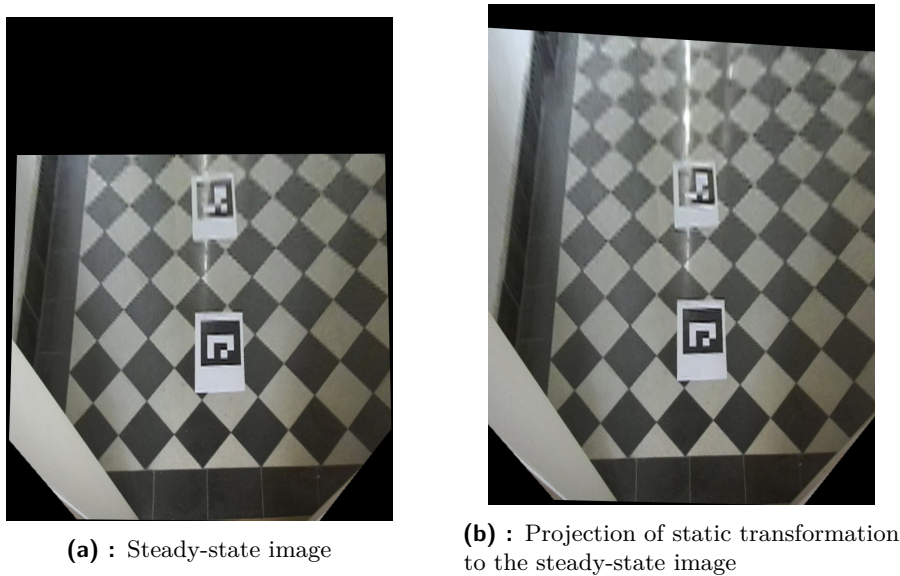 (a) : Steady-state image
(b) : Projection of static transformation
to the steady-state image